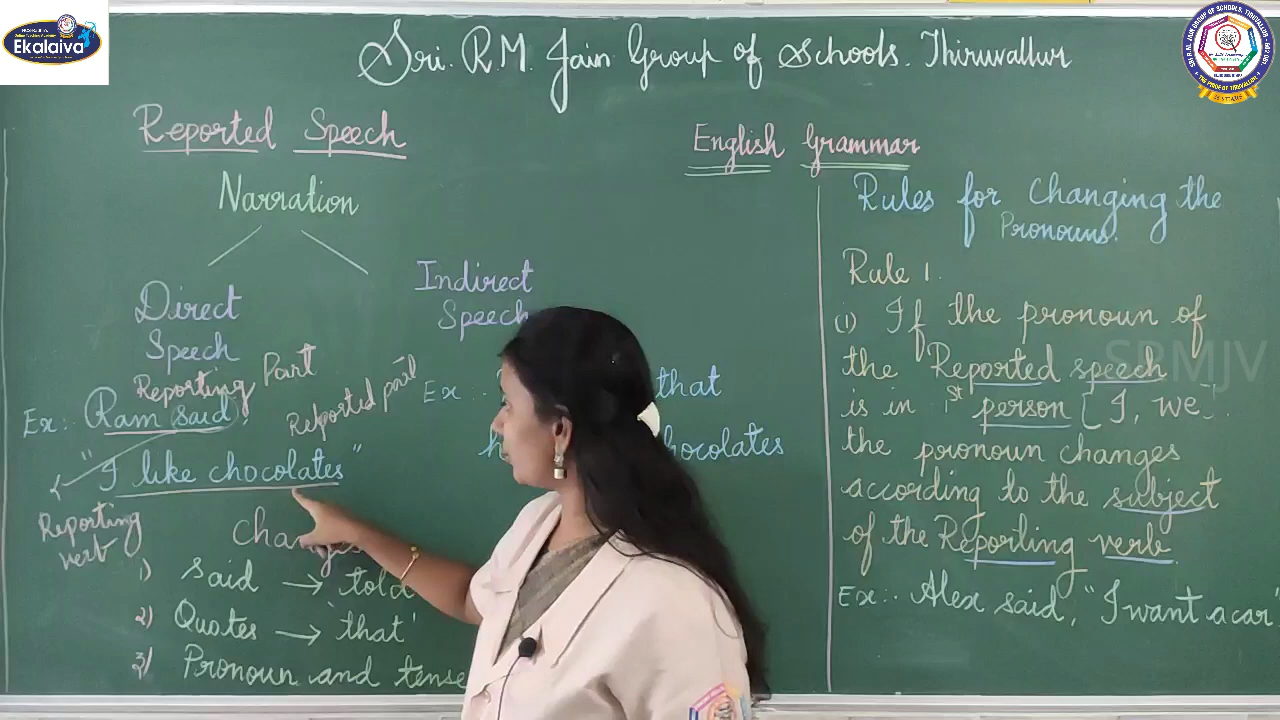 Ekalaiva
Sri. R.M. Jain Group of Schools. Thiruvallur
Reported Speech
English Grammar
Narration
Direct
Speech
Reporting Part
Ex:. Ram said,
Reported part
"I like chocolates"
Reporting
verb
1) said → told
2) Quotes → 'that'
3) Pronoun and tense
Indirect
Speech
Ex:. that
Rules for Changing the
Pronouns.
Rule 1.
(1) If the pronoun of
the Reported speech
is in 1st person [I, we].
the pronoun changes
according to the subject
of the Reporting verb.
Ex:. Alex said, "I want a car"
SRMJV